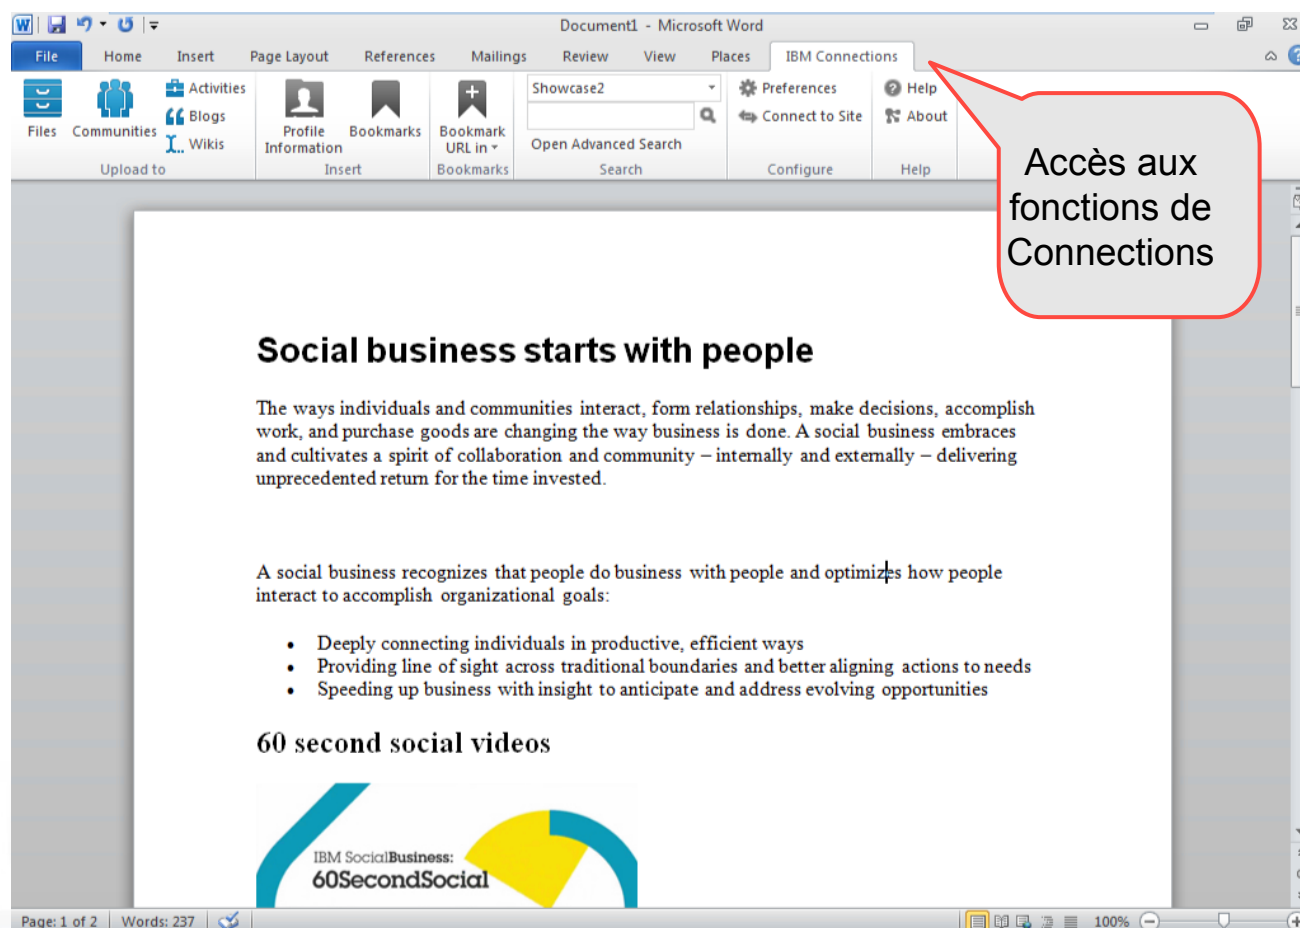 Document1 - Microsoft Word
File Home Insert Page Layout References Mailings Review View Places IBM Connections
Files
Communities
Activities
Blogs
Wikis
Upload to
Profile
Information
Bookmarks
Insert
Bookmark
URL in
Bookmarks
Showcase2
Open Advanced Search
Search
Preferences
Connect to Site
Configure
Help
About
Help
Accès aux
fonctions de
Connections
Social business starts with people
The ways individuals and communities interact, form relationships, make decisions, accomplish
work, and purchase goods are changing the way business is done. A social business embraces
and cultivates a spirit of collaboration and community – internally and externally – delivering
unprecedented return for the time invested.
A social business recognizes that people do business with people and optimizes how people
interact to accomplish organizational goals:
• Deeply connecting individuals in productive, efficient ways
• Providing line of sight across traditional boundaries and better aligning actions to needs
• Speeding up business with insight to anticipate and address evolving opportunities
60 second social videos
IBM SocialBusiness:
60SecondSocial
Page: 1 of 2 Words: 237 100%